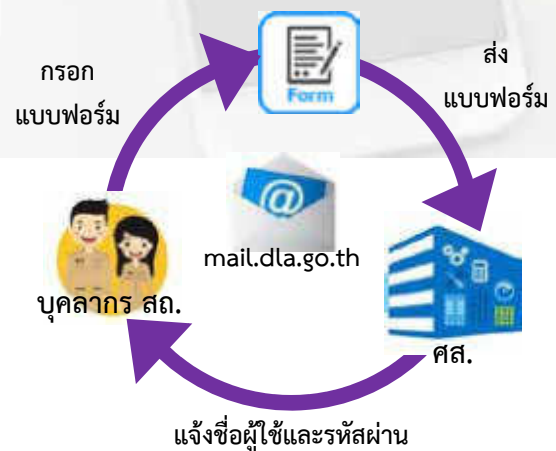 กรอก
แบบฟอร์ม
Form
ส่ง
แบบฟอร์ม
@
mail.dla.go.th
บุคลากร สถ.
ศส.
แจ้งชื่อผู้ใช้และรหัสผ่าน